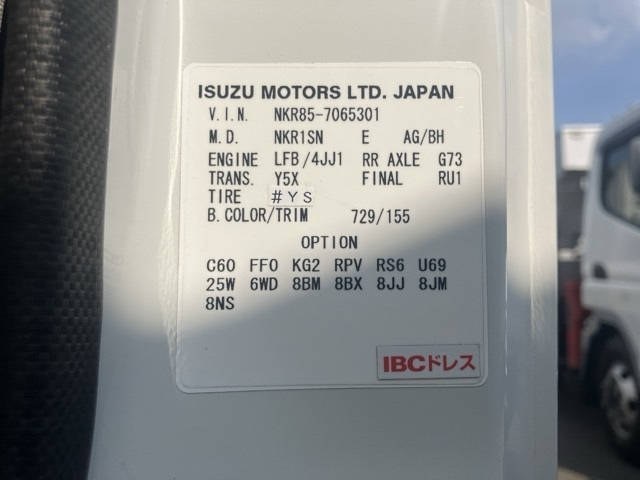 ISUZU MOTORS LTD. JAPAN
V.I.N. NKR85-7065301
M.D. NKR1SN E AG/BH
ENGINE LFB/4JJ1 RR AXLE G73
TRANS. Y5X FINAL RU1
TIRE #YS
B.COLOR/TRIM 729/155
OPTION
C60 FF0 KG2 RPV RS6 U69
25W 6WD 8BM 8BX 8JJ 8JM
8NS
IBCドレス